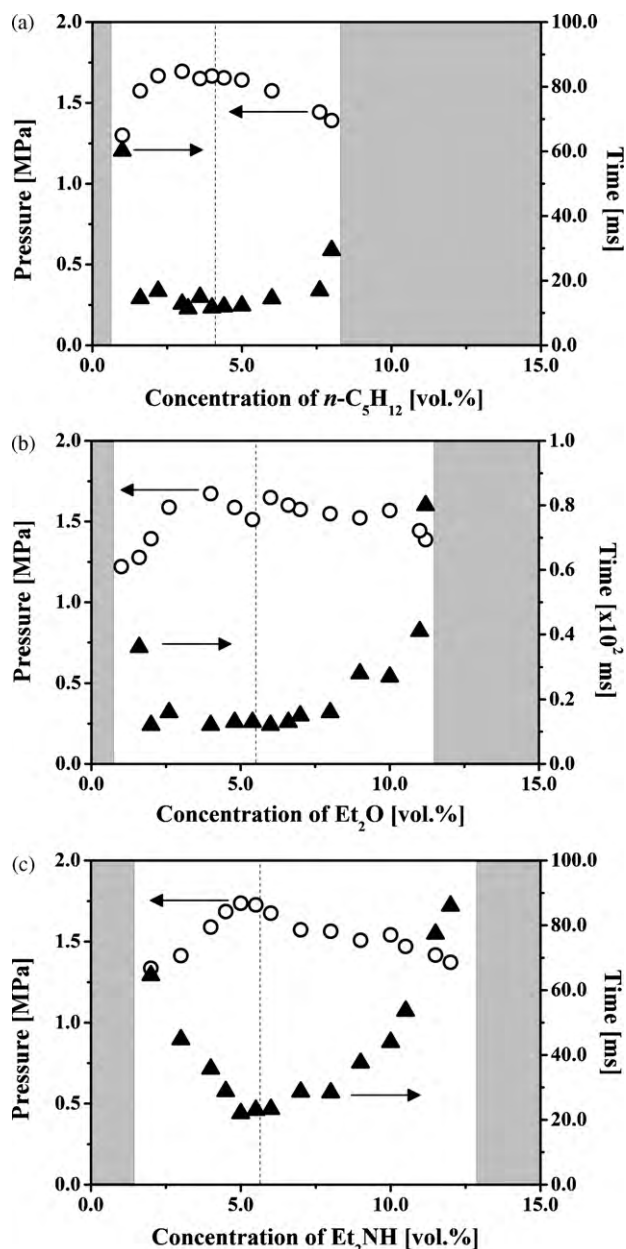 (a)
2.0
1.5
1.0
0.5
0.0
Pressure [MPa]
100.0
80.0
60.0
40.0
20.0
0.0
Time [ms]
0.0 5.0 10.0 15.0
Concentration of n-C5H12 [vol.%]
(b)
2.0
1.5
1.0
0.5
0.0
Pressure [MPa]
1.0
0.8
0.6
0.4
0.2
0.0
Time [x10² ms]
0.0 5.0 10.0 15.0
Concentration of Et2O [vol.%]
(c)
2.0
1.5
1.0
0.5
0.0
Pressure [MPa]
100.0
80.0
60.0
40.0
20.0
0.0
Time [ms]
0.0 5.0 10.0 15.0
Concentration of Et2NH [vol.%]